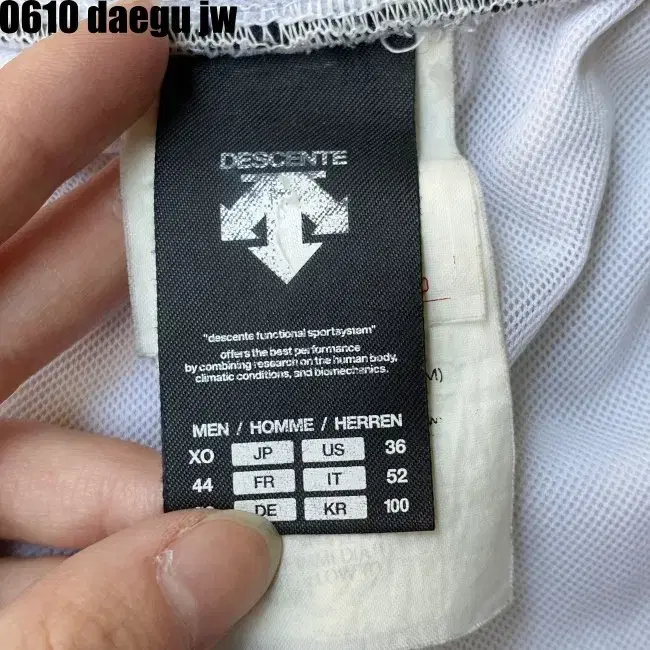 0610 daegu jw
DESCENTE
"descente functional sportsystem"
offers the best performance
by combining research on the human body,
climatic conditions, and biomechanics.
MEN / HOMME / HERREN
XO JP US 36
44 FR IT 52
DE KR 100
M)